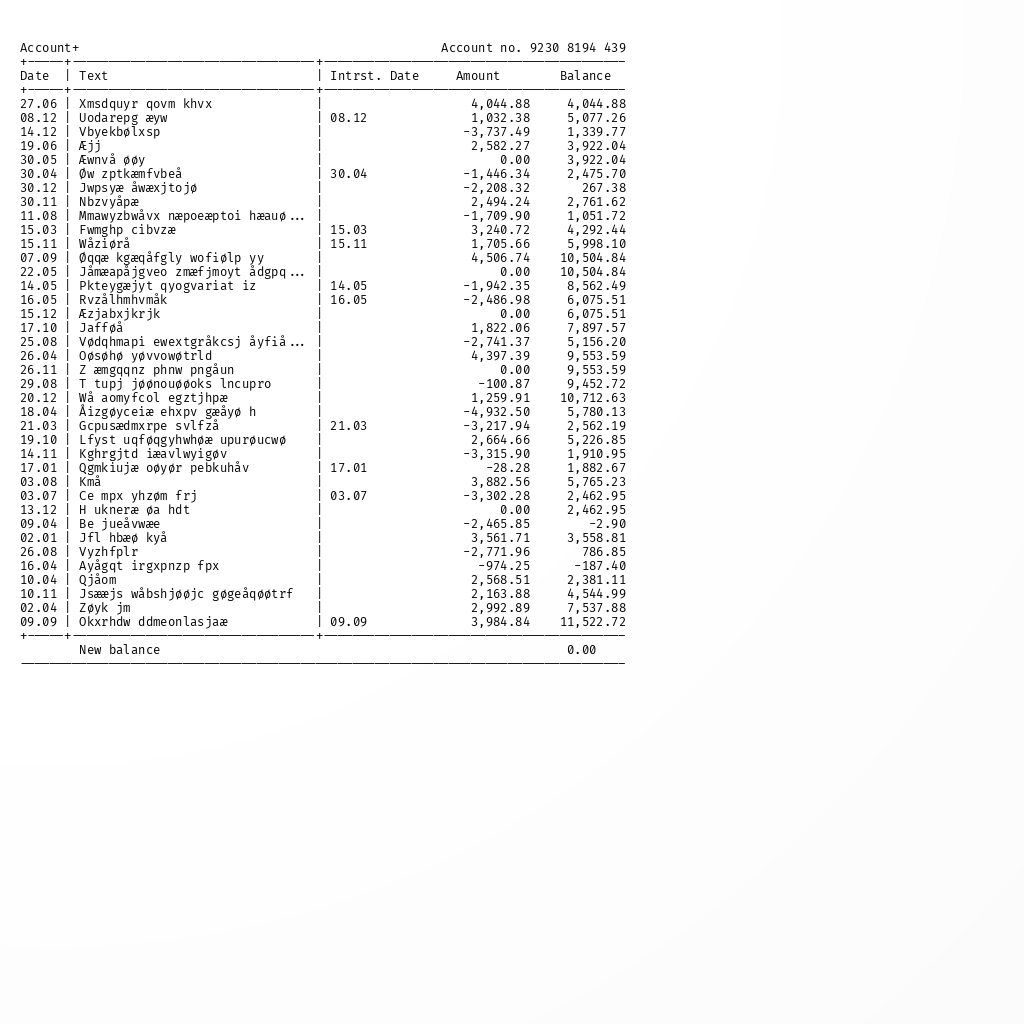 Account+ Account no. 9230 8194 439
+-----+---------------------------------+-----------------------------------------
Date | Text | Intrst. Date Amount Balance
+-----+---------------------------------+-----------------------------------------
27.06 | Xmsdquyr qovm khvx | 4,044.88 4,044.88
08.12 | Uodarepg æyw | 08.12 1,032.38 5,077.26
14.12 | Vbyekbølxsp | -3,737.49 1,339.77
19.06 | Æjj | 2,582.27 3,922.04
30.05 | Æwnvå øøy | 0.00 3,922.04
30.04 | Øw zptkæmfvbeå | 30.04 -1,446.34 2,475.70
30.12 | Jwpsyæ åwæxjtojø | -2,208.32 267.38
30.11 | Nbzvyåpæ | 2,494.24 2,761.62
11.08 | Mmawyzbwåvx næpoeæptoi hæauø... | -1,709.90 1,051.72
15.03 | Fwmghp cibvzæ | 15.03 3,240.72 4,292.44
15.11 | Wåziørå | 15.11 1,705.66 5,998.10
07.09 | Øqqæ kgæqåfgly wofiølp yy | 4,506.74 10,504.84
22.05 | Jåmæapåjgveo zmæfjmoyt ådgpq... | 0.00 10,504.84
14.05 | Pkteygæjyt qyogvariat iz | 14.05 -1,942.35 8,562.49
16.05 | Rvzålhmhvmåk | 16.05 -2,486.98 6,075.51
15.12 | Æzjabxjkrjk | 0.00 6,075.51
17.10 | Jafføå | 1,822.06 7,897.57
25.08 | Vødqhmapi ewextgråkcsj åyfiå... | -2,741.37 5,156.20
26.04 | Oøsøhø yøvvowøtrld | 4,397.39 9,553.59
26.11 | Z æmgqqnz phnw pngåun | 0.00 9,553.59
29.08 | T tupj jøønouøøoks lncupro | -100.87 9,452.72
20.12 | Wå aomyfcol egztjhpæ | 1,259.91 10,712.63
18.04 | Åizgøyceiæ ehxpv gæåyø h | -4,932.50 5,780.13
21.03 | Gcpusædmxrpe svlfzå | 21.03 -3,217.94 2,562.19
19.10 | Lfyst uqføqgyhwhøæ upurøucwø | 2,664.66 5,226.85
14.11 | Kghrgjtd iæavlwyigøv | -3,315.90 1,910.95
17.01 | Qgmkiujæ oøyør pebkuhåv | 17.01 -28.28 1,882.67
03.08 | Kmå | 3,882.56 5,765.23
03.07 | Ce mpx yhzøm frj | 03.07 -3,302.28 2,462.95
13.12 | H ukneræ øa hdt | 0.00 2,462.95
09.04 | Be jueåvwæe | -2,465.85 -2.90
02.01 | Jfl hbæø kyå | 3,561.71 3,558.81
26.08 | Vyzhfplr | -2,771.96 786.85
16.04 | Ayågqt irgxpnzp fpx | -974.25 -187.40
10.04 | Qjåom | 2,568.51 2,381.11
10.11 | Jsææjs wåbshjøøjc gøgeåqøøtrf | 2,163.88 4,544.99
02.04 | Zøyk jm | 2,992.89 7,537.88
09.09 | Okxrhdw ddmeonlasjaæ | 09.09 3,984.84 11,522.72
+-----+---------------------------------+-----------------------------------------
New balance 0.00
----------------------------------------------------------------------------------